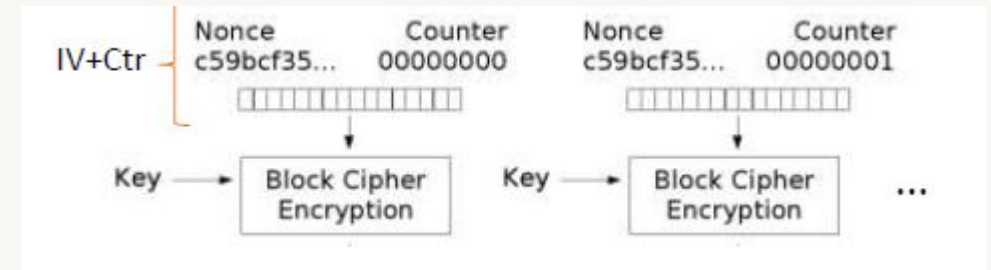 Nonce Counter Nonce Counter
IV+Ctr c59bcf35... 00000000 c59bcf35... 00000001
Key Block Cipher Encryption Key Block Cipher Encryption ...